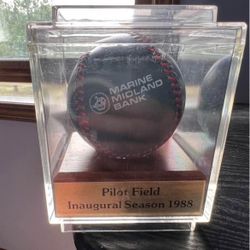 MARINE
MIDLAND
BANK
Pilot Field
Inaugural Season 1988